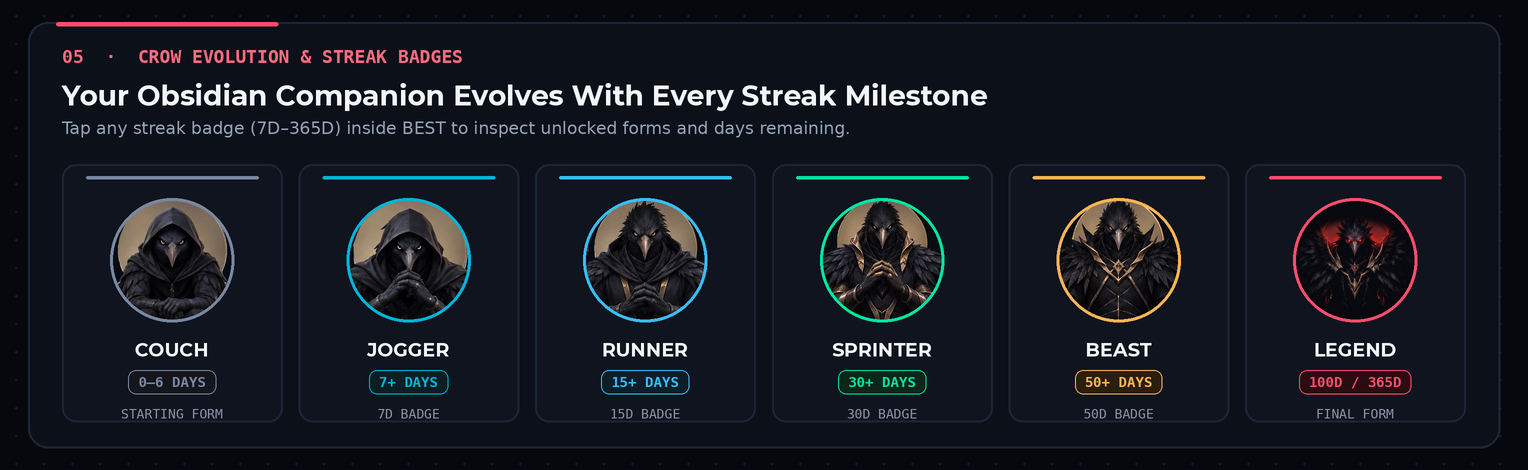 05 · CROW EVOLUTION & STREAK BADGES
Your Obsidian Companion Evolves With Every Streak Milestone
Tap any streak badge (7D–365D) inside BEST to inspect unlocked forms and days remaining.
COUCH
0–6 DAYS
STARTING FORM
JOGGER
7+ DAYS
7D BADGE
RUNNER
15+ DAYS
15D BADGE
SPRINTER
30+ DAYS
30D BADGE
BEAST
50+ DAYS
50D BADGE
LEGEND
100D / 365D
FINAL FORM